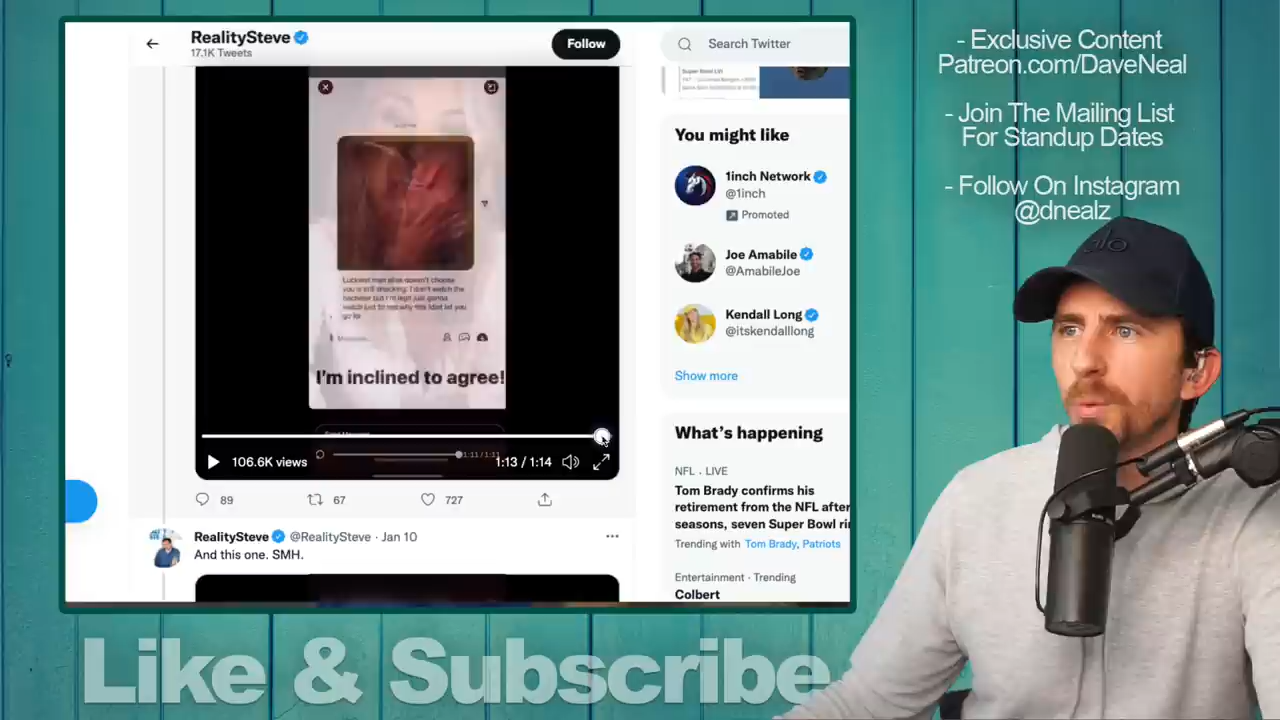 RealitySteve
17.1K Tweets
Follow
Search Twitter
You might like
1inch Network
@1inch
Promoted
Joe Amabile
@AmabileJoe
Kendall Long
@itskendalllong
Show more
What's happening
NFL · LIVE
Tom Brady confirms his
retirement from the NFL after
seasons, seven Super Bowl
Trending with Tom Brady, Patriots
Entertainment · Trending
Colbert
I'm inclined to agree!
106.6K views
1:13 / 1:14
89
67
727
RealitySteve @RealitySteve · Jan 10
And this one. SMH.
- Exclusive Content
Patreon.com/DaveNeal
- Join The Mailing List
For Standup Dates
- Follow On Instagram
@dnealz
alo
Like & Subscribe